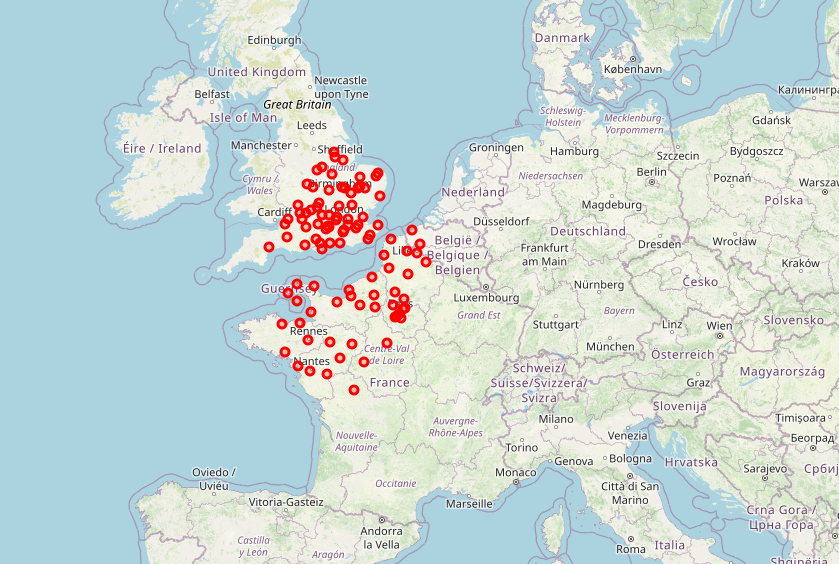 Edinburgh
United Kingdom
Newcastle
upon Tyne
Belfast
Great Britain
Isle of Man
Leeds
Éire / Ireland
Manchester
Sheffield
Cymru /
Wales
Birmingham
Cardiff
London
Danmark
København
Калининград
Schleswig-
Holstein
Mecklenburg-
Vorpommern
Gdańsk
Groningen
Hamburg
Szczecin
Bydgoszcz
Niedersachsen
Berlin
Poznań
Warszaw
Nederland
Magdeburg
Polska
Düsseldorf
Deutschland
België /
Belgique /
Belgien
Frankfurt
am Main
Dresden
Wrocław
Kraków
Luxembourg
Nürnberg
Česko
Guernsey
Stuttgart
Bayern
Linz
Wien
Slovensko
Rennes
München
Österreich
Magyarország
Nantes
Centre-Val
de Loire
France
Schweiz/
Suisse/Svizzera/
Svizra
Graz
Slovenija
Timișoara
Auvergne-
Rhône-Alpes
Grand Est
Milano
Venezia
Београд
Nouvelle-
Aquitaine
Torino
Genova
Bologna
Hrvatska
Sarajevo
Oviedo /
Uviéu
Occitanie
Monaco
Città di San
Marino
Vitoria-Gasteiz
Marseille
Crna Gora /
Црна Гора
Andorra
la Vella
Castilla
y León
Aragón
Roma
Italia